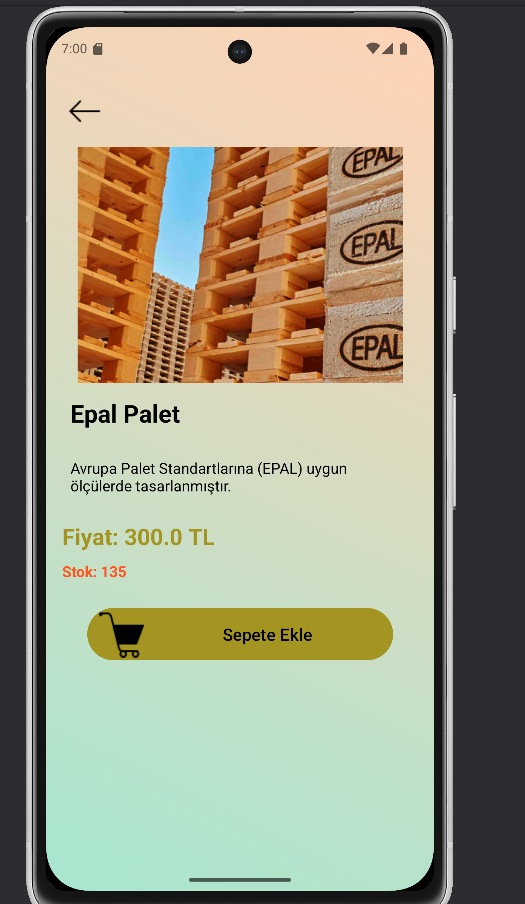 7:00
EPAL
EPAL
EPAL
Epal Palet
Avrupa Palet Standartlarına (EPAL) uygun
ölçülerde tasarlanmıştır.
Fiyat: 300.0 TL
Stok: 135
Sepete Ekle